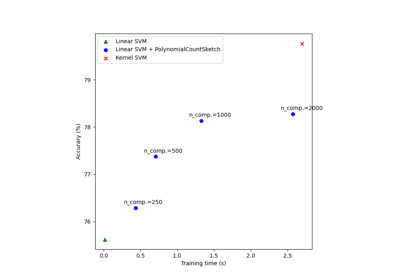 Linear SVM
Linear SVM + PolynomialCountSketch
Kernel SVM
79
78
77
76
Accurary (%)
n_comp.=2000
n_comp.=1000
n_comp.=500
n_comp.=250
0.0 0.5 1.0 1.5 2.0 2.5
Training time (s)